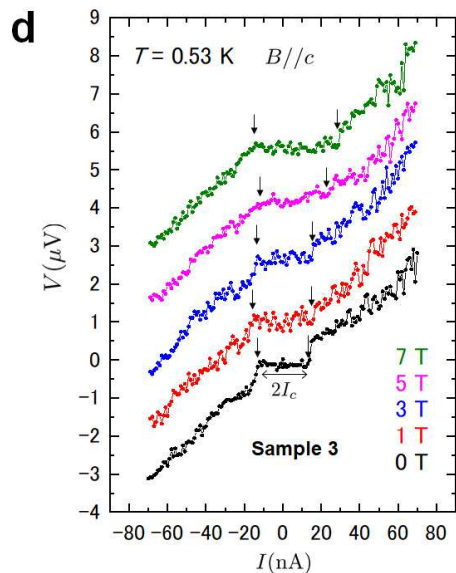 d
T = 0.53 K B//c
9
8
7
6
5
4
3
2
1
0
−1
−2
−3
−4
V(μV)
2I_c
Sample 3
7 T
5 T
3 T
1 T
0 T
−80 −60 −40 −20 0 20 40 60 80
I(nA)